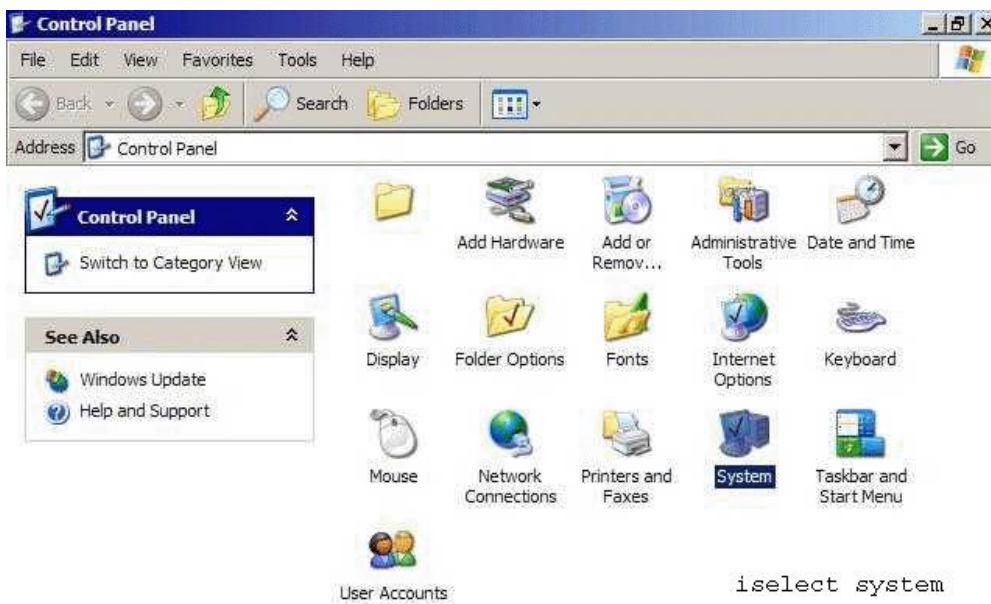 Control Panel
File Edit View Favorites Tools Help
Back Search Folders
Address Control Panel Go
Control Panel
Switch to Category View
See Also
Windows Update
Help and Support
Add Hardware
Add or
Remov...
Administrative
Tools
Date and Time
Display
Folder Options
Fonts
Internet
Options
Keyboard
Mouse
Network
Connections
Printers and
Faxes
System
Taskbar and
Start Menu
User Accounts
iselect system